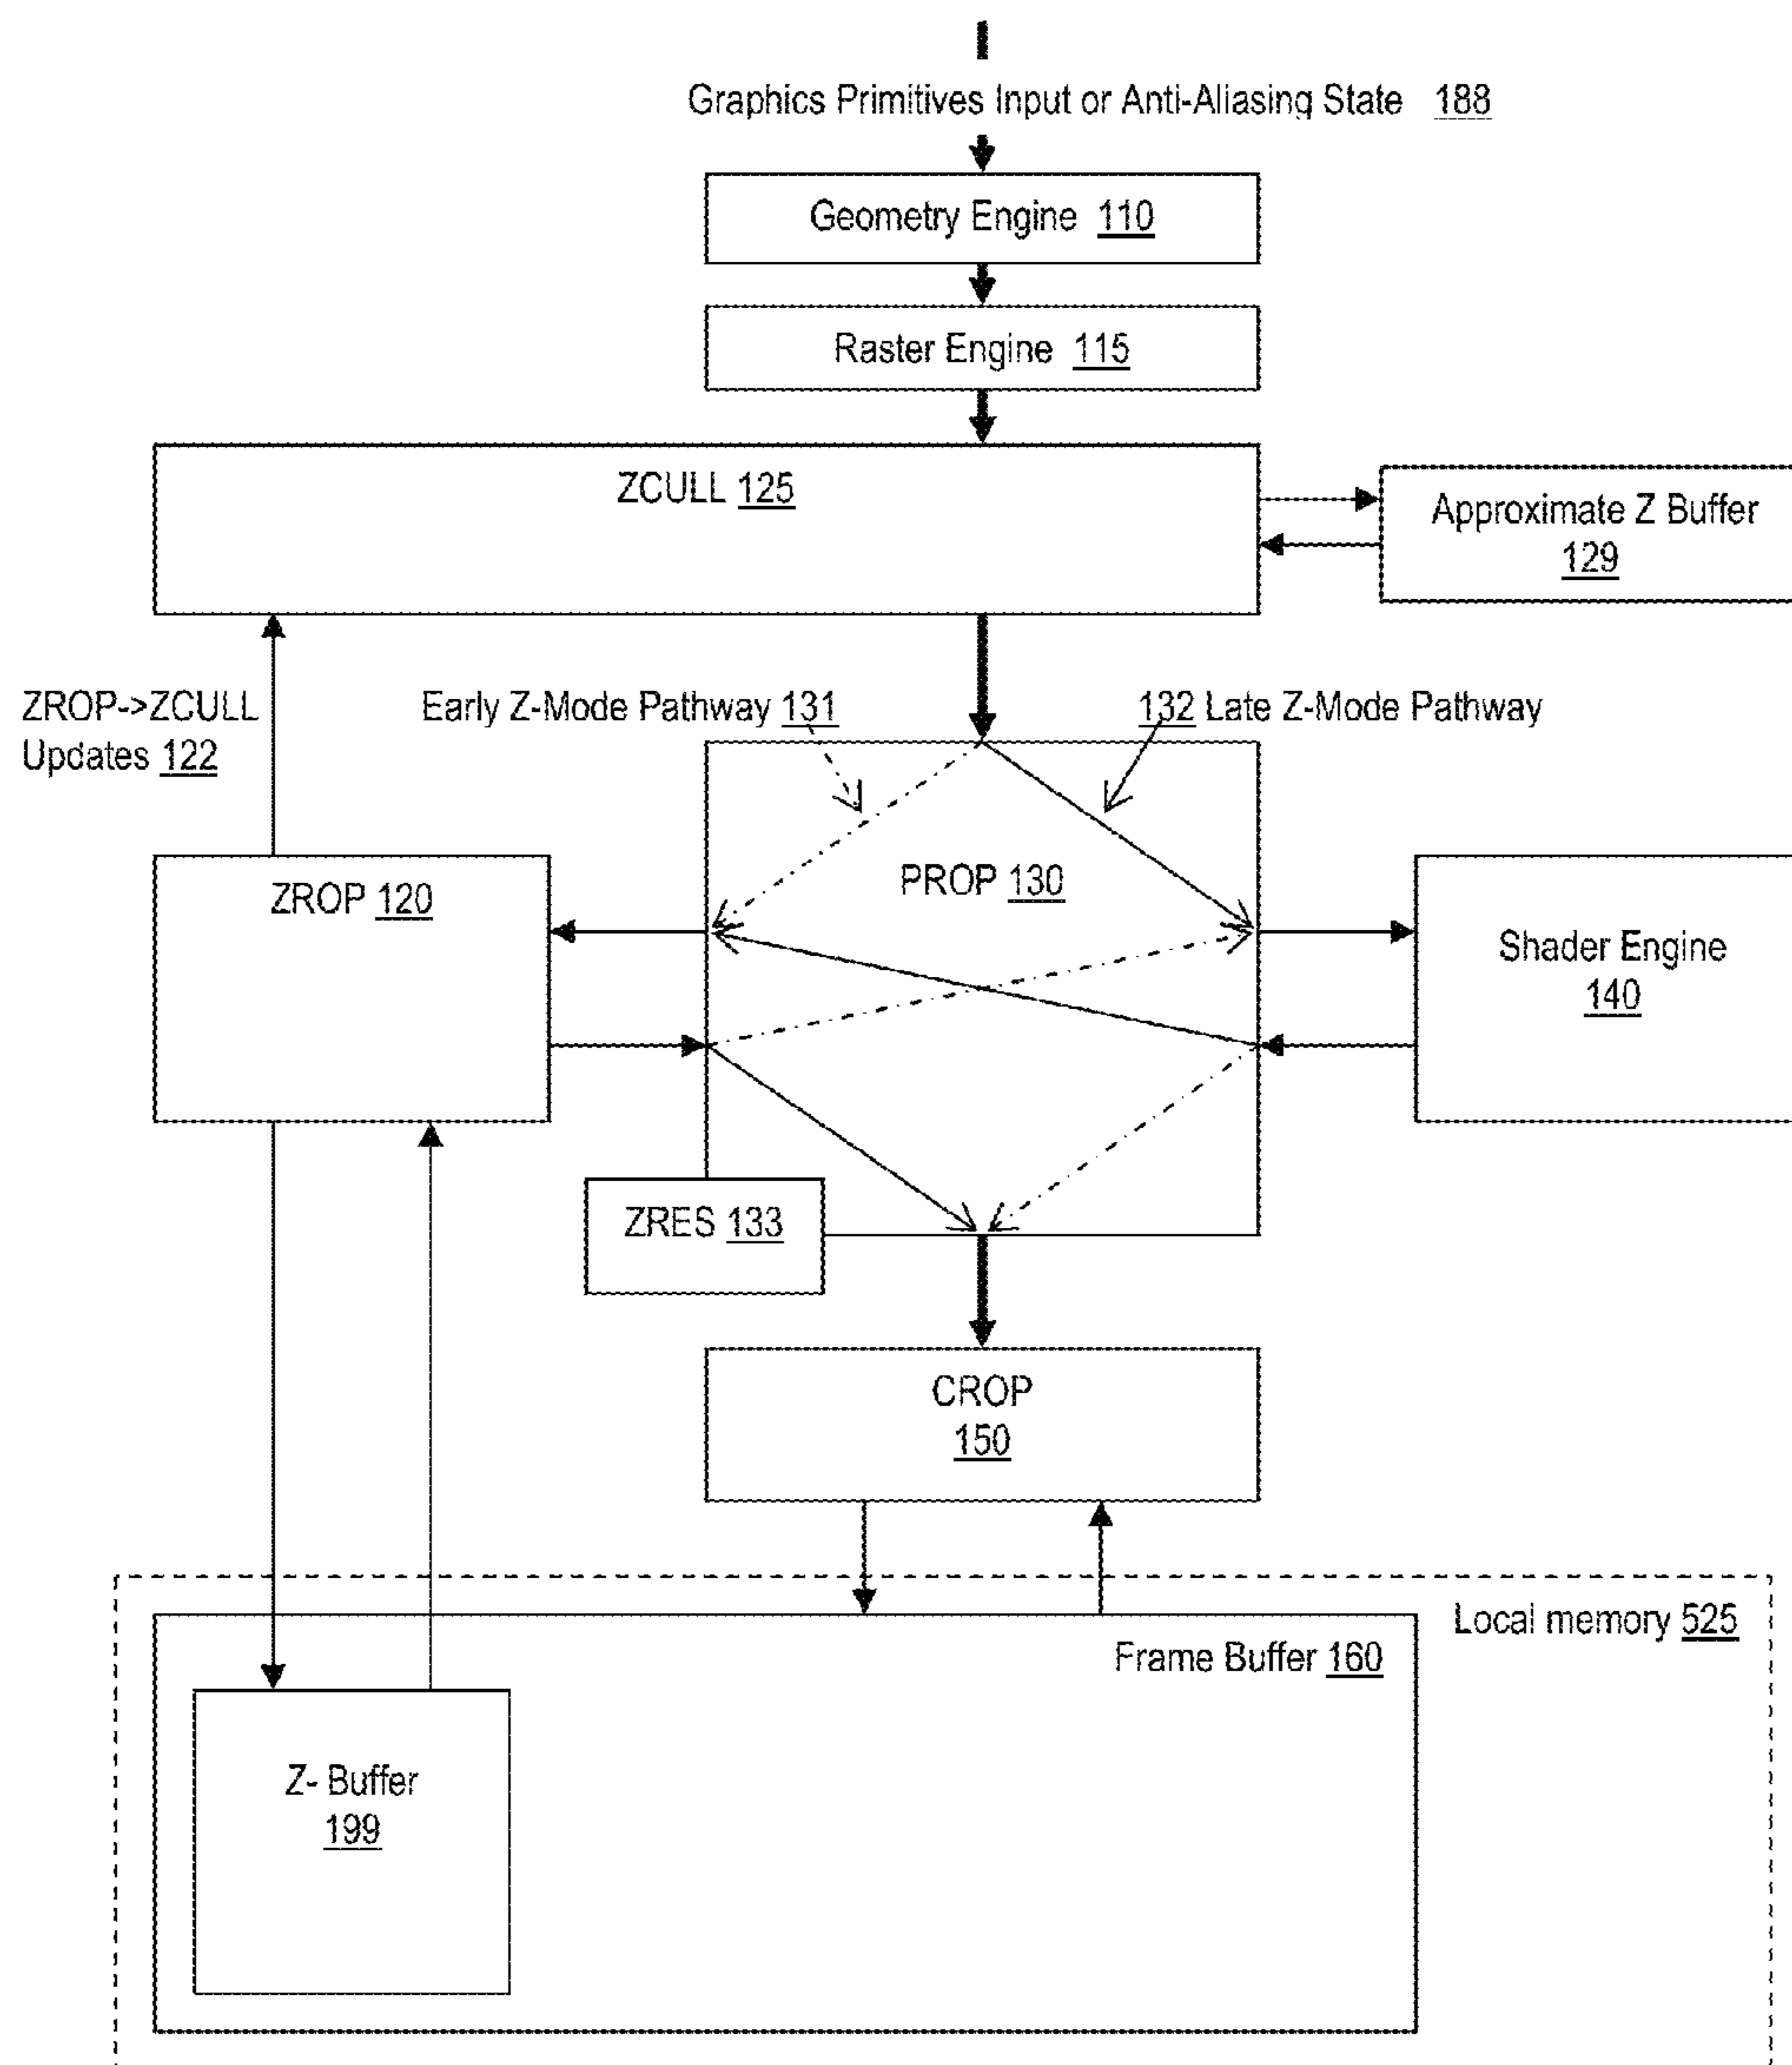 Graphics Primitives Input or Anti-Aliasing State 188
Geometry Engine 110
Raster Engine 115
ZCULL 125
Approximate Z Buffer
129
ZROP->ZCULL
Updates 122
Early Z-Mode Pathway 131
132 Late Z-Mode Pathway
ZROP 120
PROP 130
Shader Engine
140
ZRES 133
CROP
150
Local memory 525
Frame Buffer 160
Z- Buffer
199